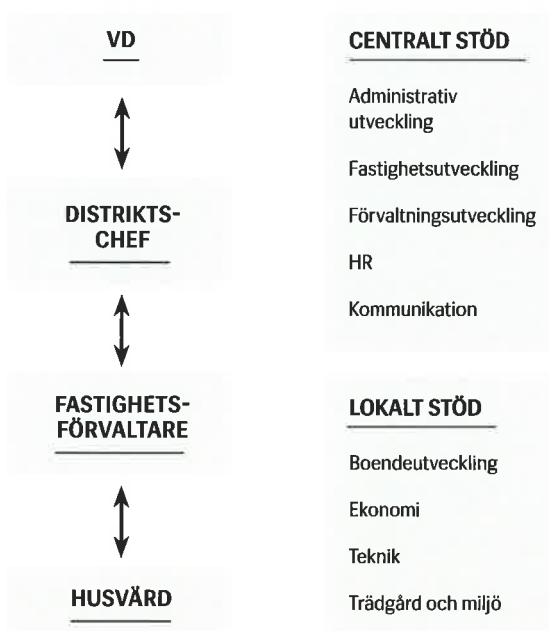 VD
DISTRIKTS-
CHEF
FASTIGHETS-
FÖRVALTARE
HUSVÄRD
CENTRALT STÖD
Administrativ
utveckling
Fastighetsutveckling
Förvaltningsutveckling
HR
Kommunikation
LOKALT STÖD
Boendeutveckling
Ekonomi
Teknik
Trädgård och miljö